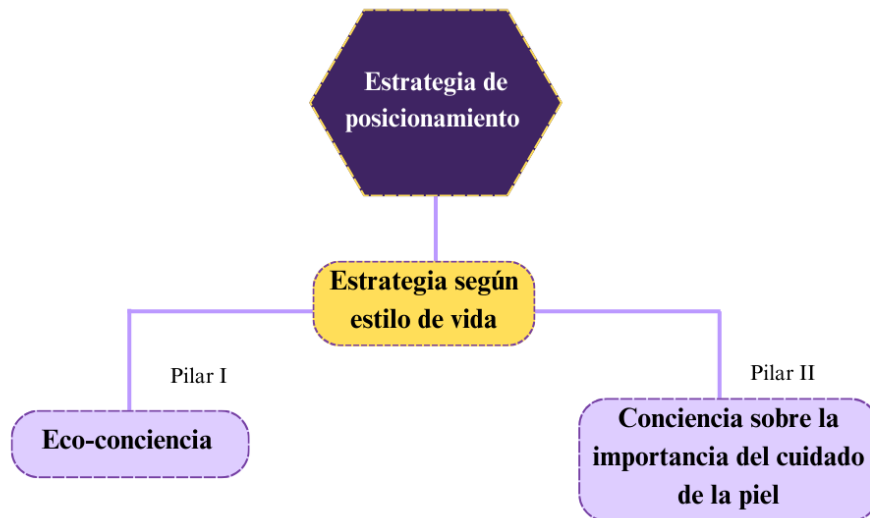 Estrategia de
posicionamiento
Estrategia según
estilo de vida
Pilar I
Eco-conciencia
Pilar II
Conciencia sobre la
importancia del cuidado
de la piel